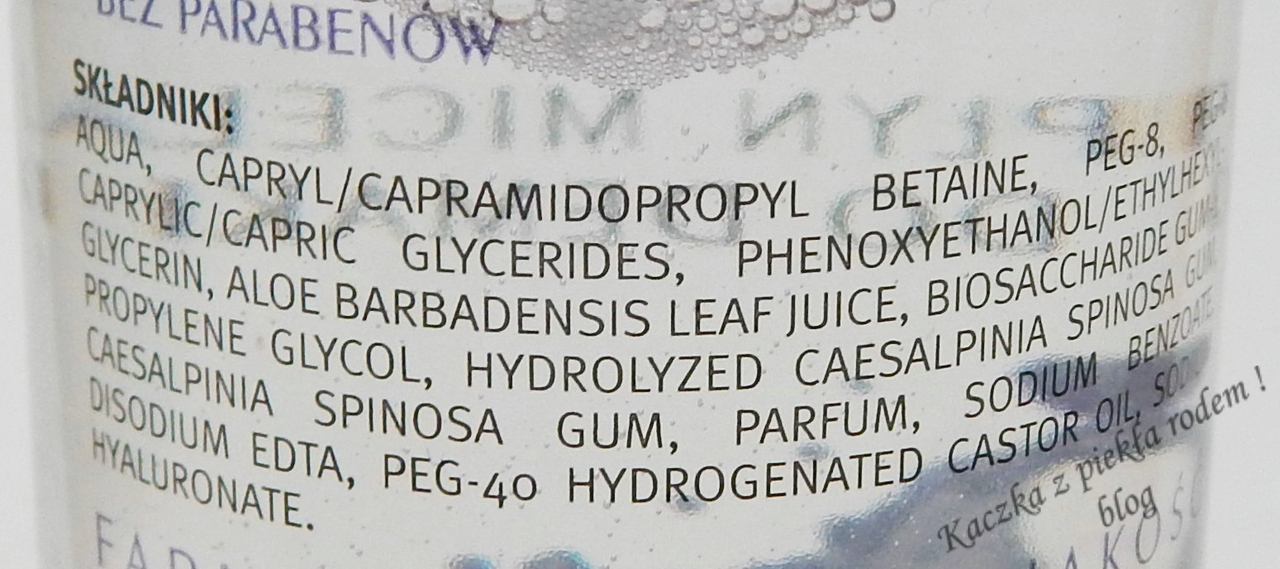 BEZ PARABENÓW
SKŁADNIKI:
AQUA, CAPRYL/CAPRAMIDOPROPYL BETAINE, PEG-8,
CAPRYLIC/CAPRIC GLYCERIDES, PHENOXYETHANOL/
GLYCERIN, ALOE BARBADENSIS LEAF JUICE, BIOSACCHARIDE
PROPYLENE GLYCOL, HYDROLYZED CAESALPINIA SPINOSA GUM,
CAESALPINIA SPINOSA GUM, PARFUM, SODIUM BENZOATE,
DISODIUM EDTA, PEG-40 HYDROGENATED CASTOR OIL,
HYALURONATE.
Kaczka z piekła rodem !
blog